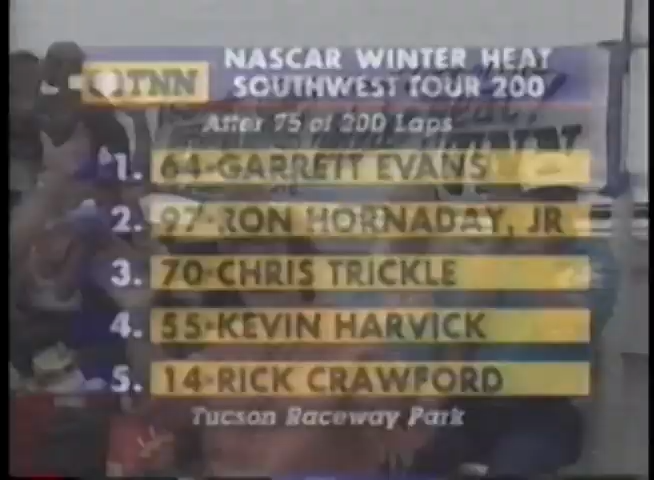 TNN
NASCAR WINTER HEAT
SOUTHWEST TOUR 200
After 75 of 200 Laps
1. 64-GARRETT EVANS
2. 97-RON HORNADAY, JR
3. 70-CHRIS TRICKLE
4. 55-KEVIN HARVICK
5. 14-RICK CRAWFORD
Tucson Raceway Park